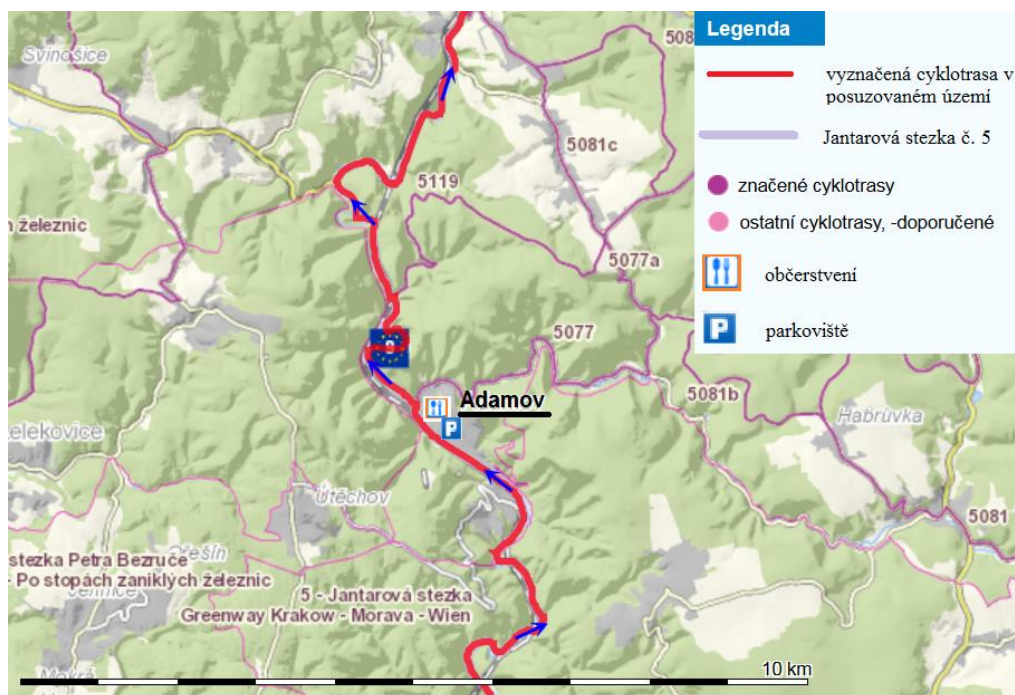 Legenda
vyznačená cyklotrasa v
posuzovaném území
Jantarová stezka č. 5
značené cyklotrasy
ostatní cyklotrasy, -doporučené
občerstvení
P parkoviště
Svinošice
508
5081c
5119
h železnic
5077a
5077
5081b
Adamov
P
Habrůvka
elekovice
Útěchov
5081
stezka Petra Bezruče
Ořešín
- Po stopách zaniklých železnic
5 - Jantarová stezka
Greenway Krakow - Morava - Wien
10 km